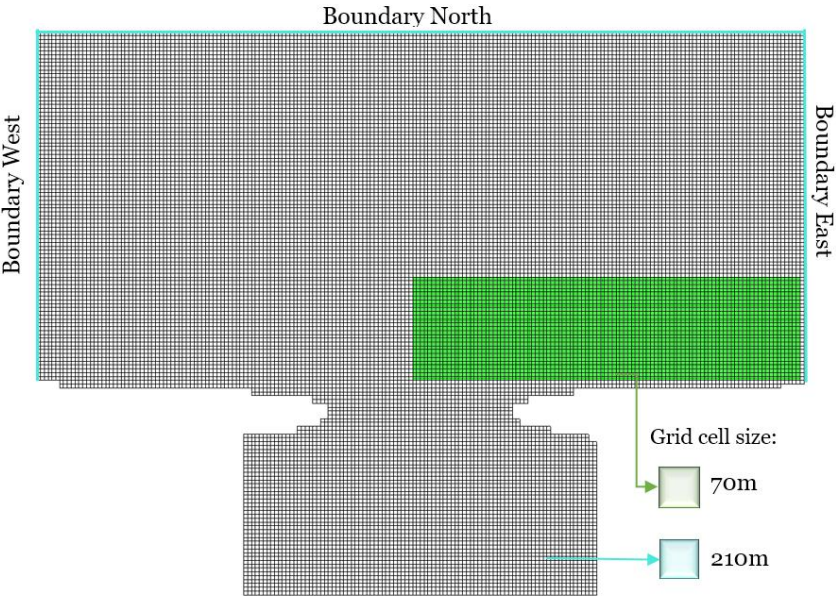 Boundary North
Boundary West
Boundary East
Grid cell size:
70m
210m